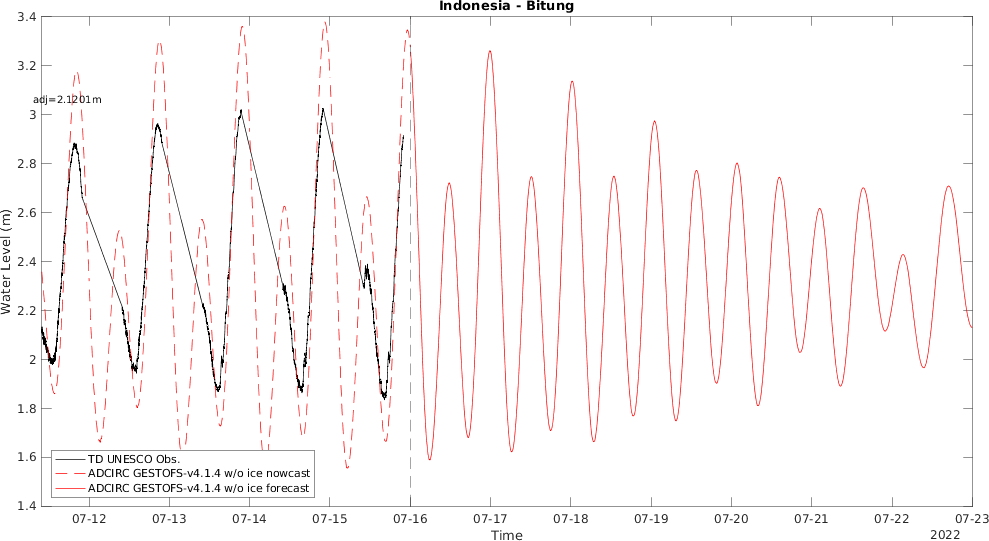 Indonesia - Bitung
3.4
3.2
adj=2.1201m
3
2.8
2.6
2.4
2.2
2
1.8
1.6
1.4
Water Level (m)
TD UNESCO Obs.
ADCIRC GESTOFS-v4.1.4 w/o ice nowcast
ADCIRC GESTOFS-v4.1.4 w/o ice forecast
07-12 07-13 07-14 07-15 07-16 07-17 07-18 07-19 07-20 07-21 07-22 07-23
Time
2022